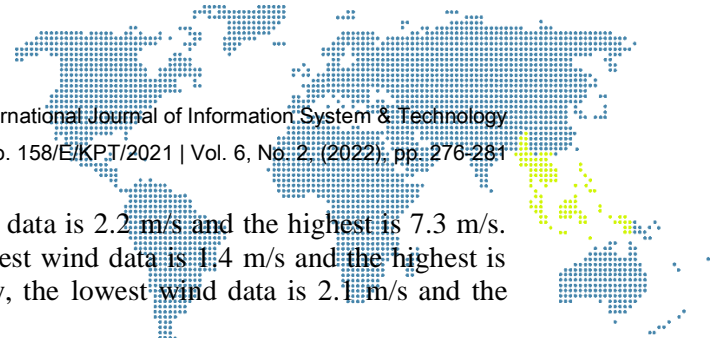 rnational Journal of Information System & Technology
o. 158/E/KPT/2021 | Vol. 6, No. 2, (2022), pp. 276-281
data is 2.2 m/s and the highest is 7.3 m/s.
est wind data is 1.4 m/s and the highest is
y, the lowest wind data is 2.1 m/s and the